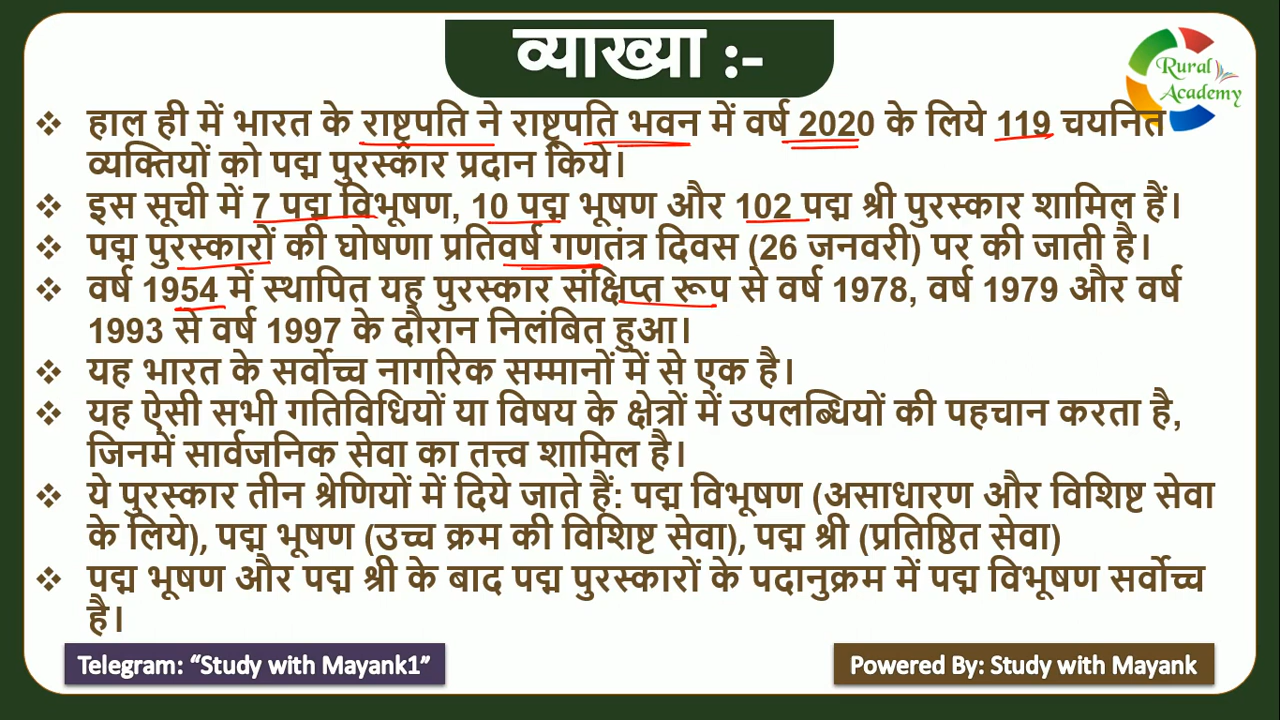 व्याख्या :-
Rural
Academy
❖ हाल ही में भारत के राष्ट्रपति ने राष्ट्रपति भवन में वर्ष 2020 के लिये 119 चयनित
व्यक्तियों को पद्म पुरस्कार प्रदान किये।
❖ इस सूची में 7 पद्म विभूषण, 10 पद्म भूषण और 102 पद्म श्री पुरस्कार शामिल हैं।
❖ पद्म पुरस्कारों की घोषणा प्रतिवर्ष गणतंत्र दिवस (26 जनवरी) पर की जाती है।
❖ वर्ष 1954 में स्थापित यह पुरस्कार संक्षिप्त रूप से वर्ष 1978, वर्ष 1979 और वर्ष
1993 से वर्ष 1997 के दौरान निलंबित हुआ।
❖ यह भारत के सर्वोच्च नागरिक सम्मानों में से एक है।
❖ यह ऐसी सभी गतिविधियों या विषय के क्षेत्रों में उपलब्धियों की पहचान करता है,
जिनमें सार्वजनिक सेवा का तत्त्व शामिल है।
❖ ये पुरस्कार तीन श्रेणियों में दिये जाते हैं: पद्म विभूषण (असाधारण और विशिष्ट सेवा
के लिये), पद्म भूषण (उच्च क्रम की विशिष्ट सेवा), पद्म श्री (प्रतिष्ठित सेवा)
❖ पद्म भूषण और पद्म श्री के बाद पद्म पुरस्कारों के पदानुक्रम में पद्म विभूषण सर्वोच्च
है।
Telegram: “Study with Mayank1”
Powered By: Study with Mayank